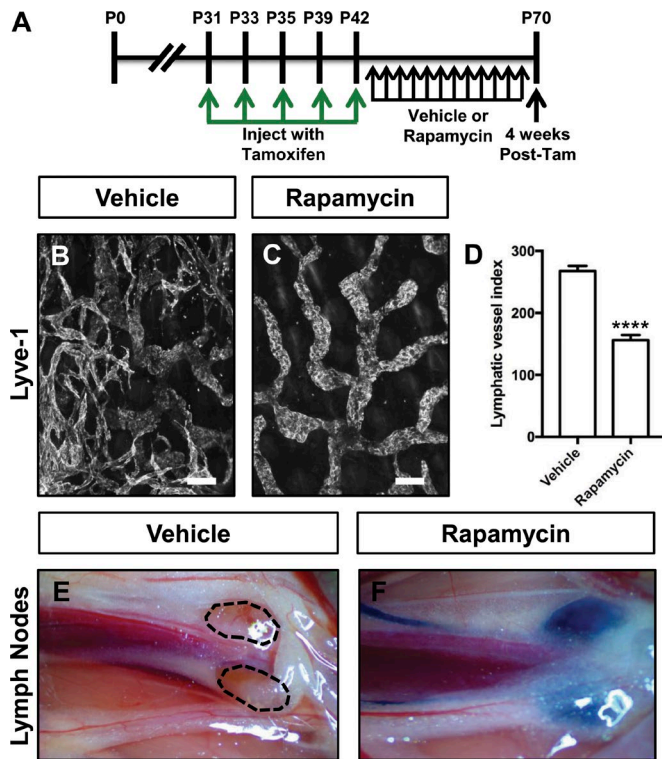 A
P0 P31 P33 P35 P39 P42 P70
Inject with
Tamoxifen
Vehicle or
Rapamycin
4 weeks
Post-Tam
Vehicle
Rapamycin
Lyve-1
B
C
D
Lymphatic vessel index
300
200
100
0
****
Vehicle
Rapamycin
Vehicle
Rapamycin
Lymph Nodes
E
F